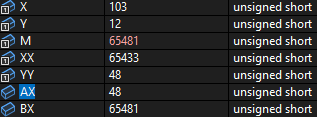 X 103 unsigned short
Y 12 unsigned short
M 65481 unsigned short
XX 65433 unsigned short
YY 48 unsigned short
AX 48 unsigned short
BX 65481 unsigned short